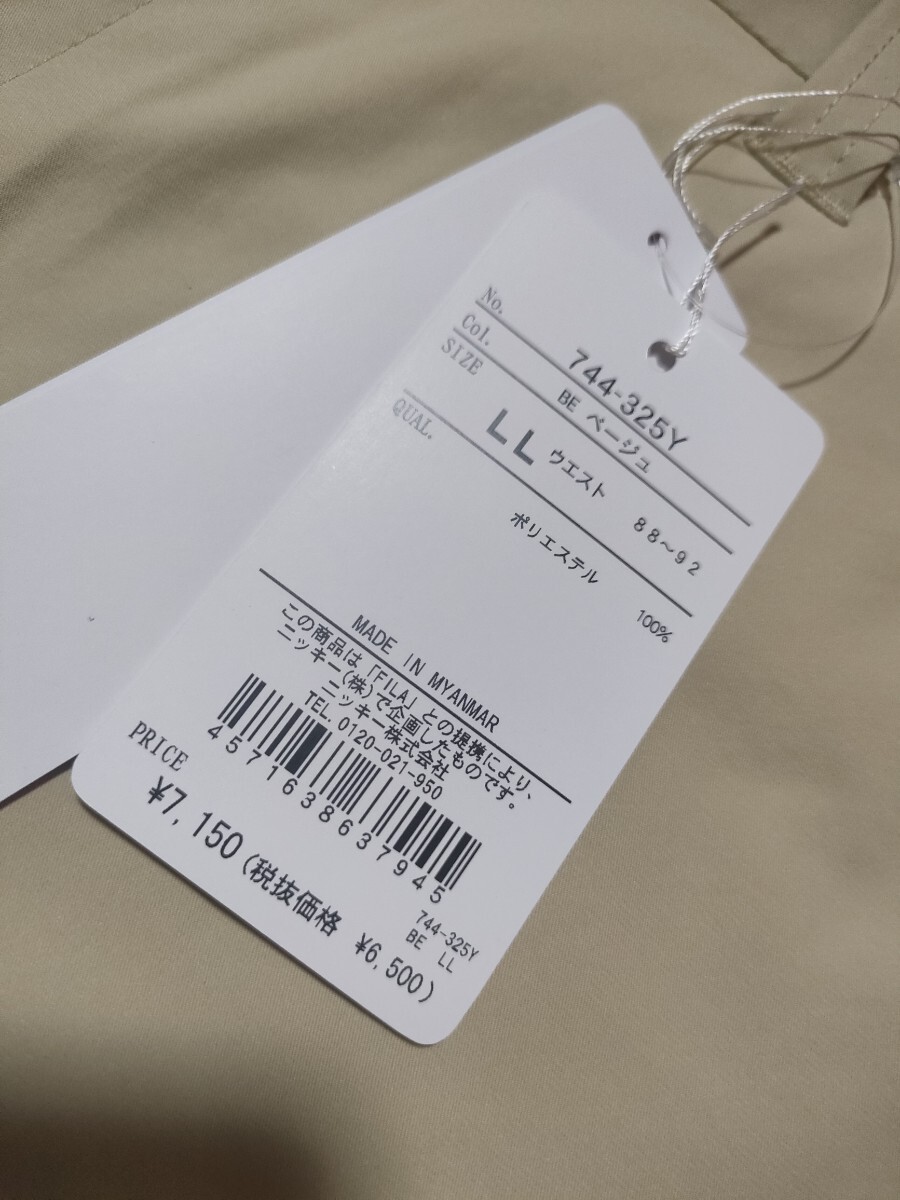 No. 744-325Y
Col. BE ベージュ
SIZE LL ウエスト 88~92
QUAL.
ポリエステル 100%
MADE IN MYANMAR
この商品は「FILA」との提携により、
ニッキー(株)で企画したものです。
ニッキー株式会社
TEL. 0120-021-950
4571638637945
744-325Y
BE LL
PRICE
¥7,150(税抜価格 ¥6,500)